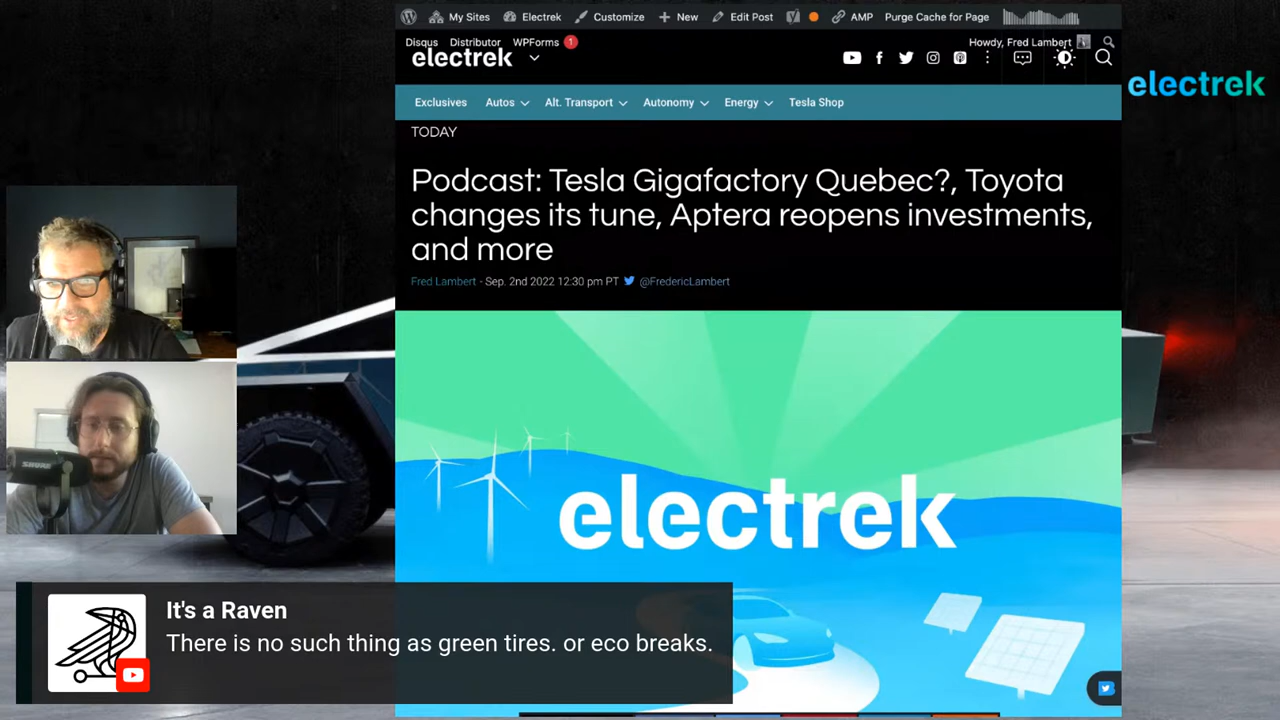 My Sites Electrek Customize New Edit Post AMP Purge Cache for Page
Disqus Distributor WPForms 1 Howdy, Fred Lambert
electrek
electrek
Exclusives Autos Alt. Transport Autonomy Energy Tesla Shop
TODAY
Podcast: Tesla Gigafactory Quebec?, Toyota
changes its tune, Aptera reopens investments,
and more
Fred Lambert - Sep. 2nd 2022 12:30 pm PT @FredericLambert
SHURE
electrek
It's a Raven
There is no such thing as green tires. or eco breaks.